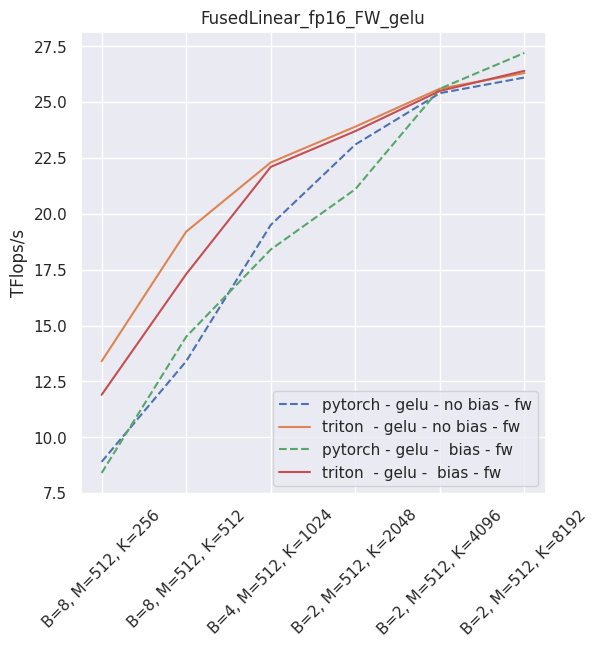 FusedLinear_fp16_FW_gelu
TFlops/s
27.5
25.0
22.5
20.0
17.5
15.0
12.5
10.0
7.5
pytorch - gelu - no bias - fw
triton  - gelu - no bias - fw
pytorch - gelu -  bias - fw
triton  - gelu -  bias - fw
B=8, M=512, K=256
B=8, M=512, K=512
B=4, M=512, K=1024
B=2, M=512, K=2048
B=2, M=512, K=4096
B=2, M=512, K=8192